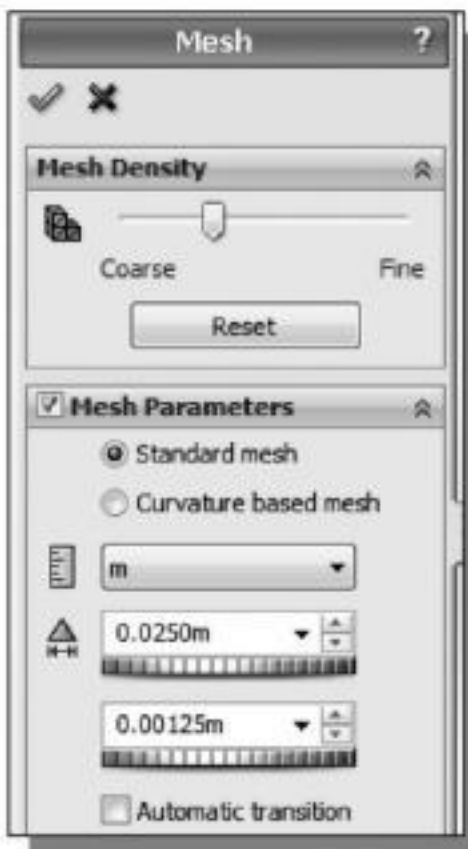 Mesh ?
Mesh Density
Coarse Fine
Reset
Mesh Parameters
Standard mesh
Curvature based mesh
m
0.0250m
0.00125m
Automatic transition